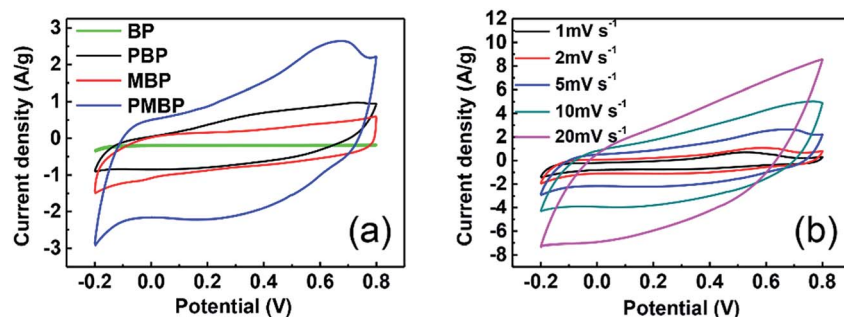 BP
PBP
MBP
PMBP
(a)
Current density (A/g)
3
2
1
0
-1
-2
-3
-0.2 0.0 0.2 0.4 0.6 0.8
Potential (V)
1mV s⁻¹
2mV s⁻¹
5mV s⁻¹
10mV s⁻¹
20mV s⁻¹
(b)
Current density (A/g)
12
10
8
6
4
2
0
-2
-4
-6
-8
-0.2 0.0 0.2 0.4 0.6 0.8
Potential (V)